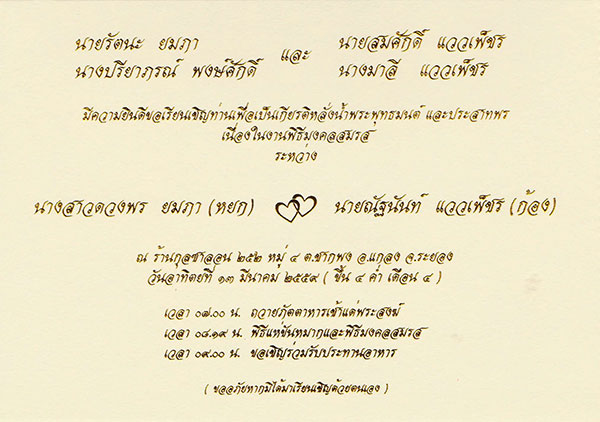 นายรัตนะ ยมภา และ นายสมศักดิ์ แววเพ็ชร
นางปรียาภรณ์ พงษ์ศักดิ์ นางมาลี แววเพ็ชร
มีความยินดีขอเรียนเชิญท่านเพื่อเป็นเกียรติหลั่งน้ำพระพุทธมนต์ และประสาทพร
เนื่องในงานพิธีมงคลสมรส
ระหว่าง
นางสาวดวงพร ยมภา (หยก) นายณัฐนันท์ แววเพ็ชร (ก้อง)
ณ ร้านกุลซาลอน ๒๕๒ หมู่ ๔ ต.ชากพง อ.แกลง จ.ระยอง
วันอาทิตยที่ ๑๓ มีนาคม ๒๕๕๙ ( ขึ้น ๔ ค่ำ เดือน ๔ )
เวลา ๐๗.๐๐ น. ถวายภัตตาหารเช้าแด่พระสงฆ์
เวลา ๐๘.๑๙ น. พิธีแห่ขันหมากและพิธีมงคลสมรส
เวลา ๐๙.๐๐ น. ขอเชิญร่วมรับประทานอาหาร
( ขออภัยหากมิได้มาเรียนเชิญด้วยตนเอง )